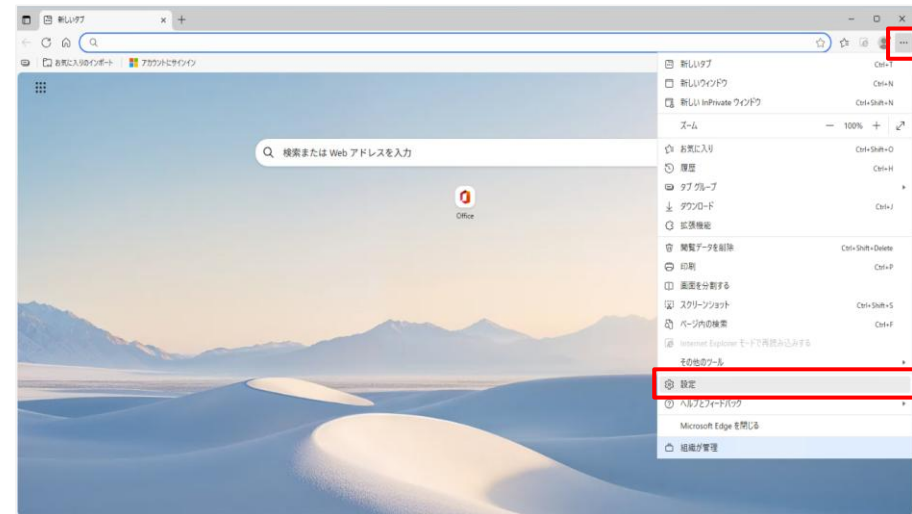 新しいタブ
お気に入りのインポート
アカウントにサインイン
検索または Web アドレスを入力
Office
新しいタブ Ctrl+T
新しいウィンドウ Ctrl+N
新しい InPrivate ウィンドウ Ctrl+Shift+N
ズーム 100%
お気に入り Ctrl+Shift+O
履歴 Ctrl+H
タブ グループ
ダウンロード Ctrl+J
拡張機能
閲覧データを削除 Ctrl+Shift+Delete
印刷 Ctrl+P
画面を分割する
スクリーンショット Ctrl+Shift+S
ページ内の検索 Ctrl+F
Internet Explorer モードで再読み込みする
その他のツール
設定
ヘルプとフィードバック
Microsoft Edge を閉じる
組織が管理